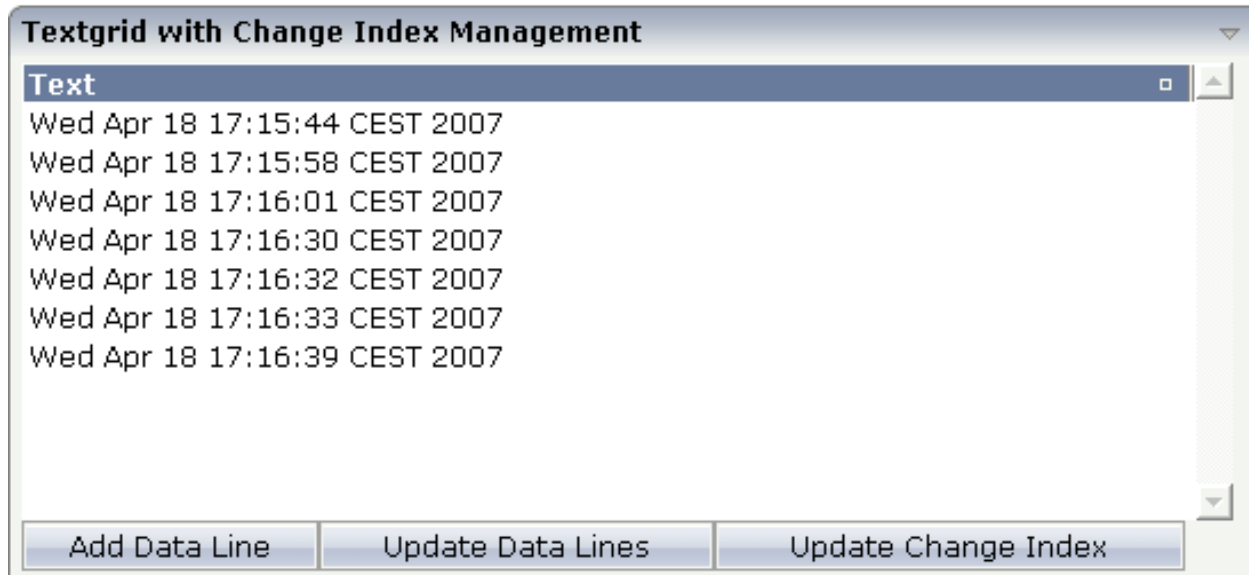 Textgrid with Change Index Management
Text
Wed Apr 18 17:15:44 CEST 2007
Wed Apr 18 17:15:58 CEST 2007
Wed Apr 18 17:16:01 CEST 2007
Wed Apr 18 17:16:30 CEST 2007
Wed Apr 18 17:16:32 CEST 2007
Wed Apr 18 17:16:33 CEST 2007
Wed Apr 18 17:16:39 CEST 2007
Add Data Line Update Data Lines Update Change Index